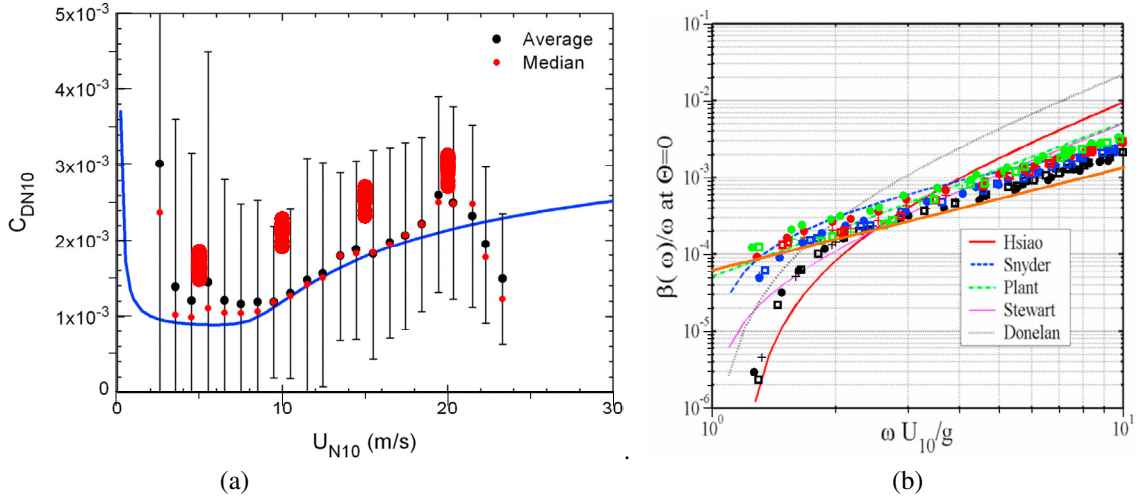 5x10⁻³
4x10⁻³
3x10⁻³
2x10⁻³
1x10⁻³
0
C_DN10
Average
Median
0
10
20
30
U_N10 (m/s)
.
(a)
10⁻¹
10⁻²
10⁻³
10⁻⁴
10⁻⁵
10⁻⁶
β(ω)/ω at Θ=0
Hsiao
Snyder
Plant
Stewart
Donelan
10⁰
10¹
ω U₁₀/g
(b)